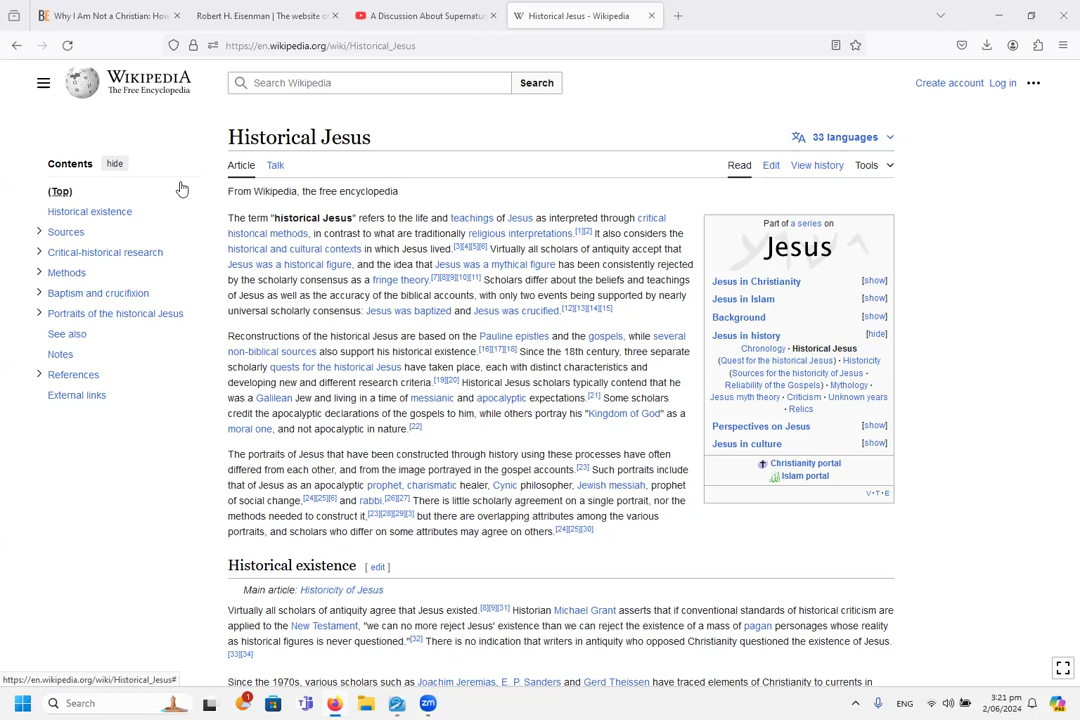 Why I Am Not a Christian: How
Robert H. Eisenman | The website o
A Discussion About Supernatur
Historical Jesus - Wikipedia
https://en.wikipedia.org/wiki/Historical_Jesus
WIKIPEDIA
The Free Encyclopedia
Search Wikipedia
Search
Create account Log in
Historical Jesus
33 languages
Contents hide
Article Talk
Read Edit View history Tools
(Top)
Historical existence
Sources
Critical-historical research
Methods
Baptism and crucifixion
Portraits of the historical Jesus
See also
Notes
References
External links
From Wikipedia, the free encyclopedia
The term "historical Jesus" refers to the life and teachings of Jesus as interpreted through critical
historical methods, in contrast to what are traditionally religious interpretations.[1][2] It also considers the
historical and cultural contexts in which Jesus lived.[3][4][5][6] Virtually all scholars of antiquity accept that
Jesus was a historical figure, and the idea that Jesus was a mythical figure has been consistently rejected
by the scholarly consensus as a fringe theory.[7][8][9][10][11] Scholars differ about the beliefs and teachings
of Jesus as well as the accuracy of the biblical accounts, with only two events being supported by nearly
universal scholarly consensus: Jesus was baptized and Jesus was crucified.[12][13][14][15]
Reconstructions of the historical Jesus are based on the Pauline epistles and the gospels, while several
non-biblical sources also support his historical existence.[16][17][18] Since the 18th century, three separate
scholarly quests for the historical Jesus have taken place, each with distinct characteristics and
developing new and different research criteria.[19][20] Historical Jesus scholars typically contend that he
was a Galilean Jew and living in a time of messianic and apocalyptic expectations.[21] Some scholars
credit the apocalyptic declarations of the gospels to him, while others portray his "Kingdom of God" as a
moral one, and not apocalyptic in nature.[22]
The portraits of Jesus that have been constructed through history using these processes have often
differed from each other, and from the image portrayed in the gospel accounts.[23] Such portraits include
that of Jesus as an apocalyptic prophet, charismatic healer, Cynic philosopher, Jewish messiah, prophet
of social change,[24][25][6] and rabbi.[26][27] There is little scholarly agreement on a single portrait, nor the
methods needed to construct it,[23][28][29][3] but there are overlapping attributes among the various
portraits, and scholars who differ on some attributes may agree on others.[24][25][30]
Part of a series on
Jesus
Jesus in Christianity [show]
Jesus in Islam [show]
Background [show]
Jesus in history [hide]
Chronology · Historical Jesus
(Quest for the historical Jesus) · Historicity
(Sources for the historicity of Jesus ·
Reliability of the Gospels) · Mythology ·
Jesus myth theory · Criticism · Unknown years
· Relics
Perspectives on Jesus [show]
Jesus in culture [show]
Christianity portal
Islam portal
V·T·E
Historical existence [ edit ]
Main article: Historicity of Jesus
Virtually all scholars of antiquity agree that Jesus existed.[8][9][31] Historian Michael Grant asserts that if conventional standards of historical criticism are
applied to the New Testament, "we can no more reject Jesus' existence than we can reject the existence of a mass of pagan personages whose reality
as historical figures is never questioned."[32] There is no indication that writers in antiquity who opposed Christianity questioned the existence of Jesus.
[33][34]
Since the 1970s, various scholars such as Joachim Jeremias, E. P. Sanders and Gerd Theissen have traced elements of Christianity to currents in
https://en.wikipedia.org/wiki/Historical_Jesus#
Search
ENG
3:21 pm
2/06/2024